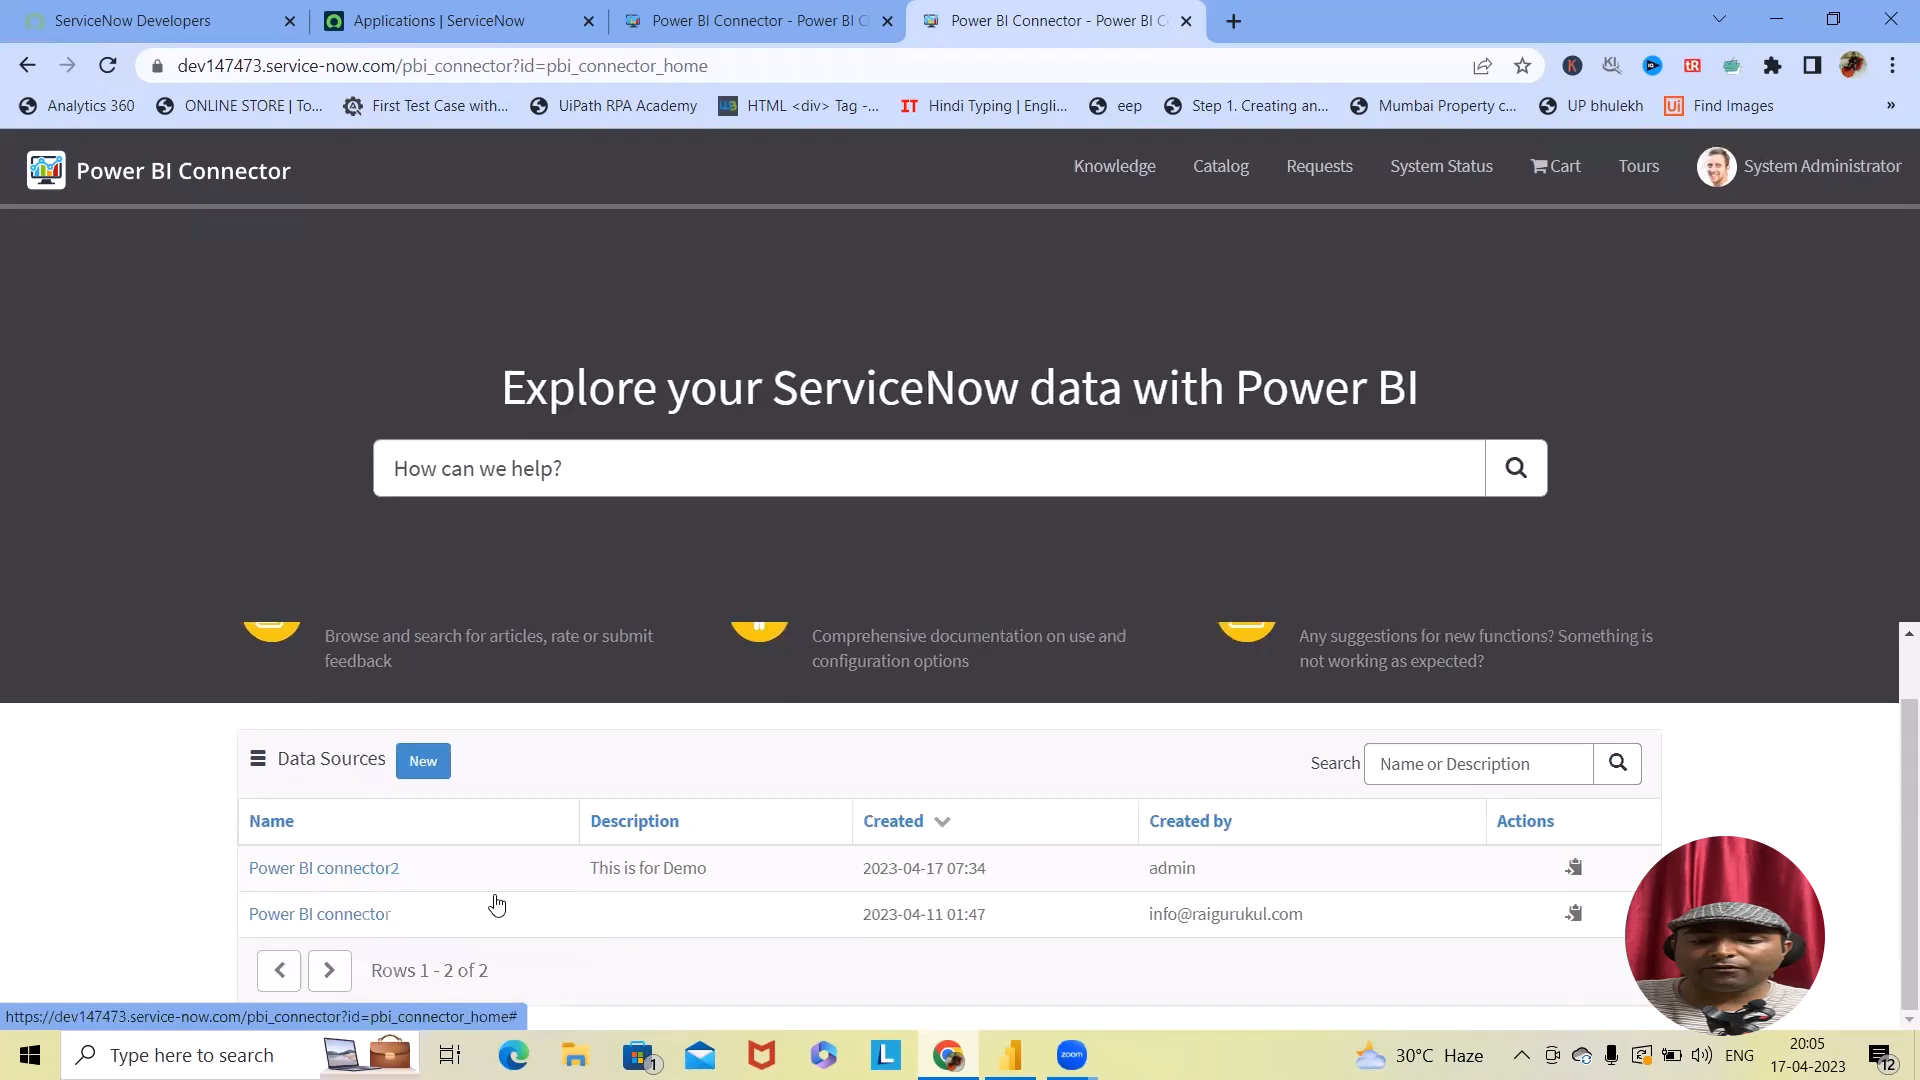 ServiceNow Developers
Applications | ServiceNow
Power BI Connector - Power BI C
Power BI Connector - Power BI C
dev147473.service-now.com/pbi_connector?id=pbi_connector_home
Analytics 360
ONLINE STORE | To...
First Test Case with...
UiPath RPA Academy
HTML <div> Tag -...
IT Hindi Typing | Engli...
eep
Step 1. Creating an...
Mumbai Property c...
UP bhulekh
Ui Find Images
»
Power BI Connector
Knowledge
Catalog
Requests
System Status
Cart
Tours
System Administrator
Explore your ServiceNow data with Power BI
How can we help?
Browse and search for articles, rate or submit
feedback
Comprehensive documentation on use and
configuration options
Any suggestions for new functions? Something is
not working as expected?
Data Sources New
Search Name or Description
Name Description Created Created by Actions
Power BI connector2 This is for Demo 2023-04-17 07:34 admin
Power BI connector 2023-04-11 01:47 info@raigurukul.com
Rows 1 - 2 of 2
https://dev147473.service-now.com/pbi_connector?id=pbi_connector_home#
Type here to search
1
L
zoom
30°C Haze
ENG
20:05
17-04-2023
12